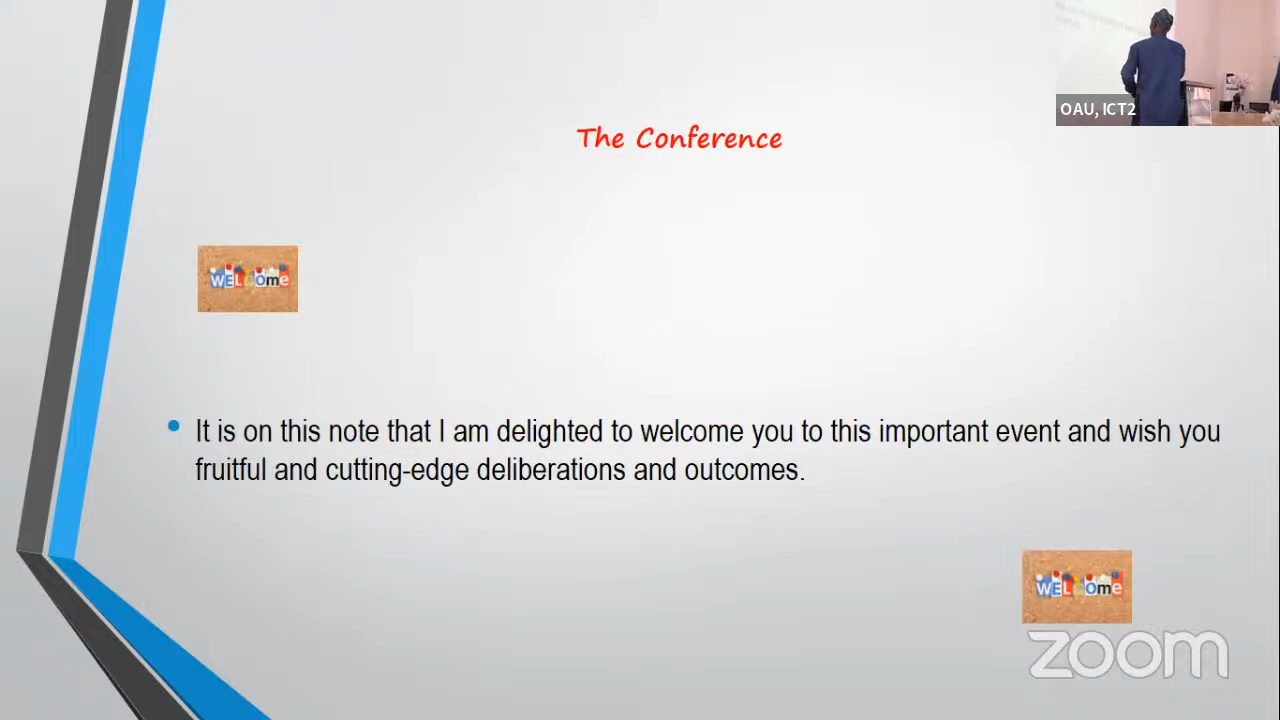 OAU, ICT2
The Conference
WELcome
It is on this note that I am delighted to welcome you to this important event and wish you
fruitful and cutting-edge deliberations and outcomes.
WELcome
zoom